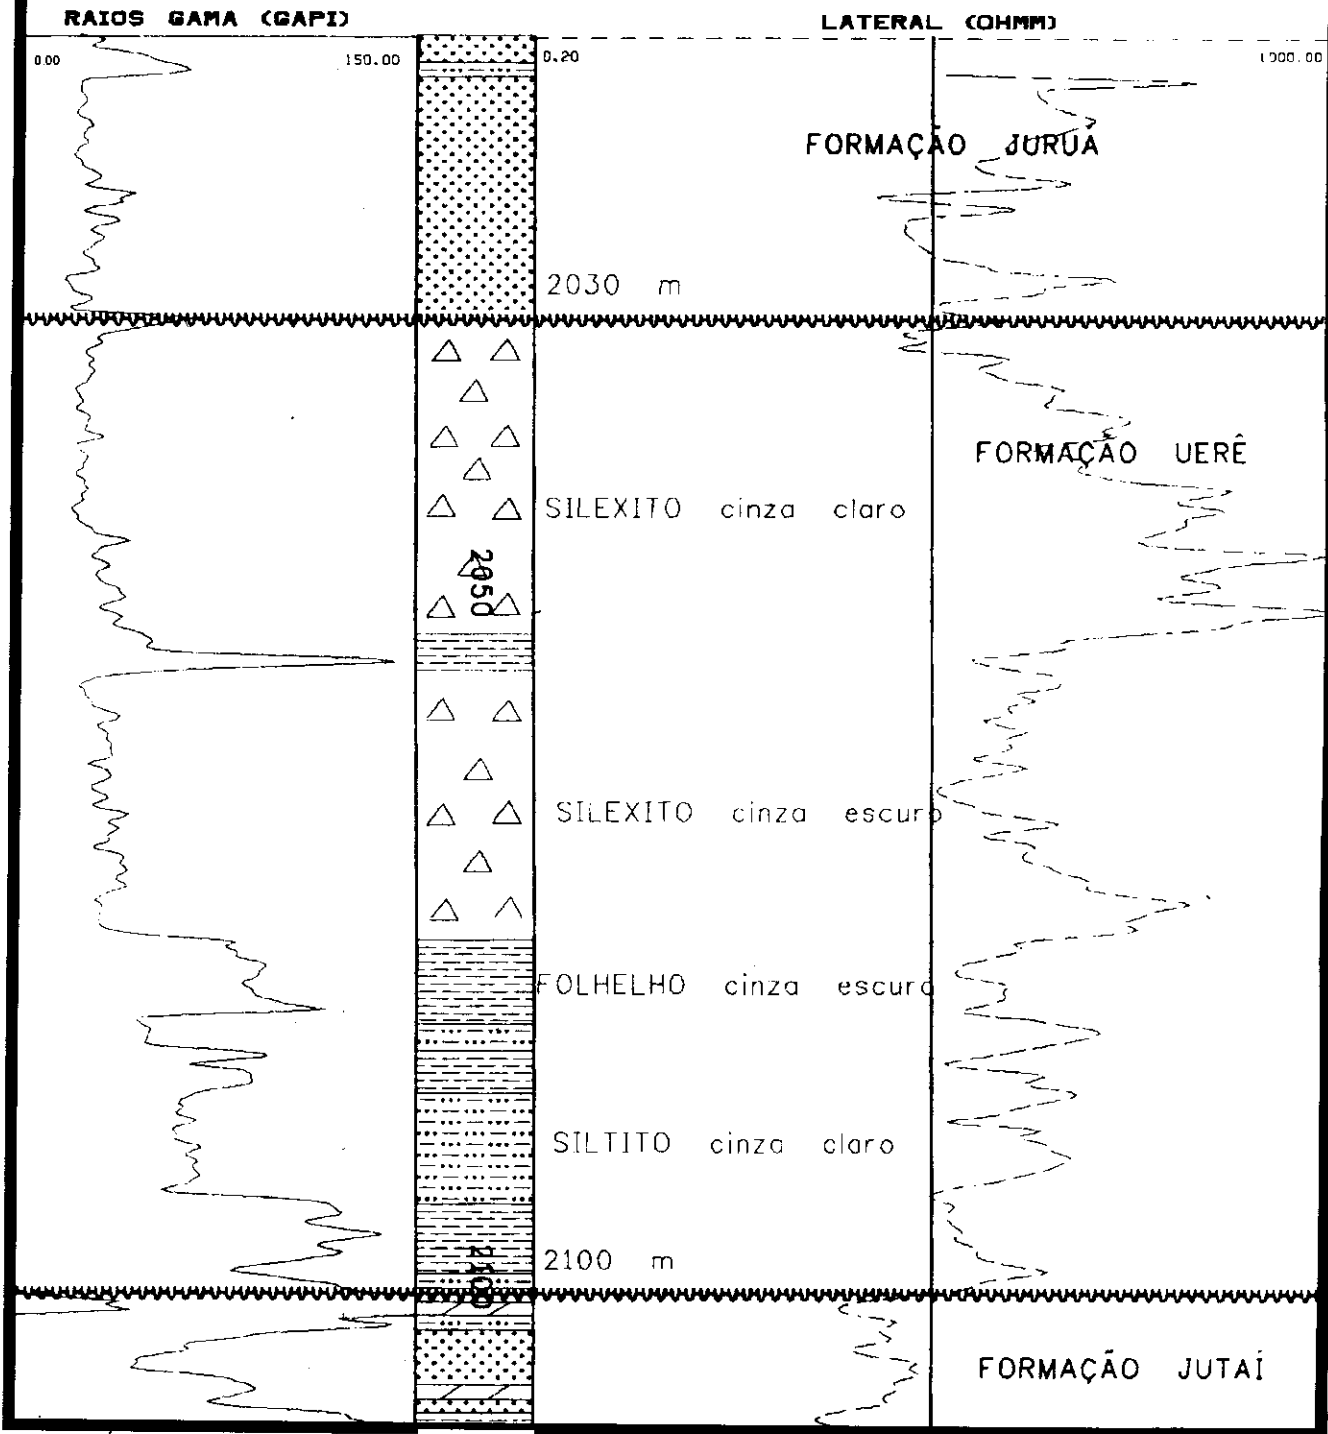 RAIOS GAMA (GAPI) LATERAL (OHMM)
0.00 150.00 0.20 1900.00
FORMAÇÃO JURUÁ
2030 m
FORMAÇÃO UERÊ
SILEXITO cinza claro
2050
SILEXITO cinza escuro
FOLHELHO cinza escuro
SILTITO cinza claro
2100 m
2100
FORMAÇÃO JUTAÍ